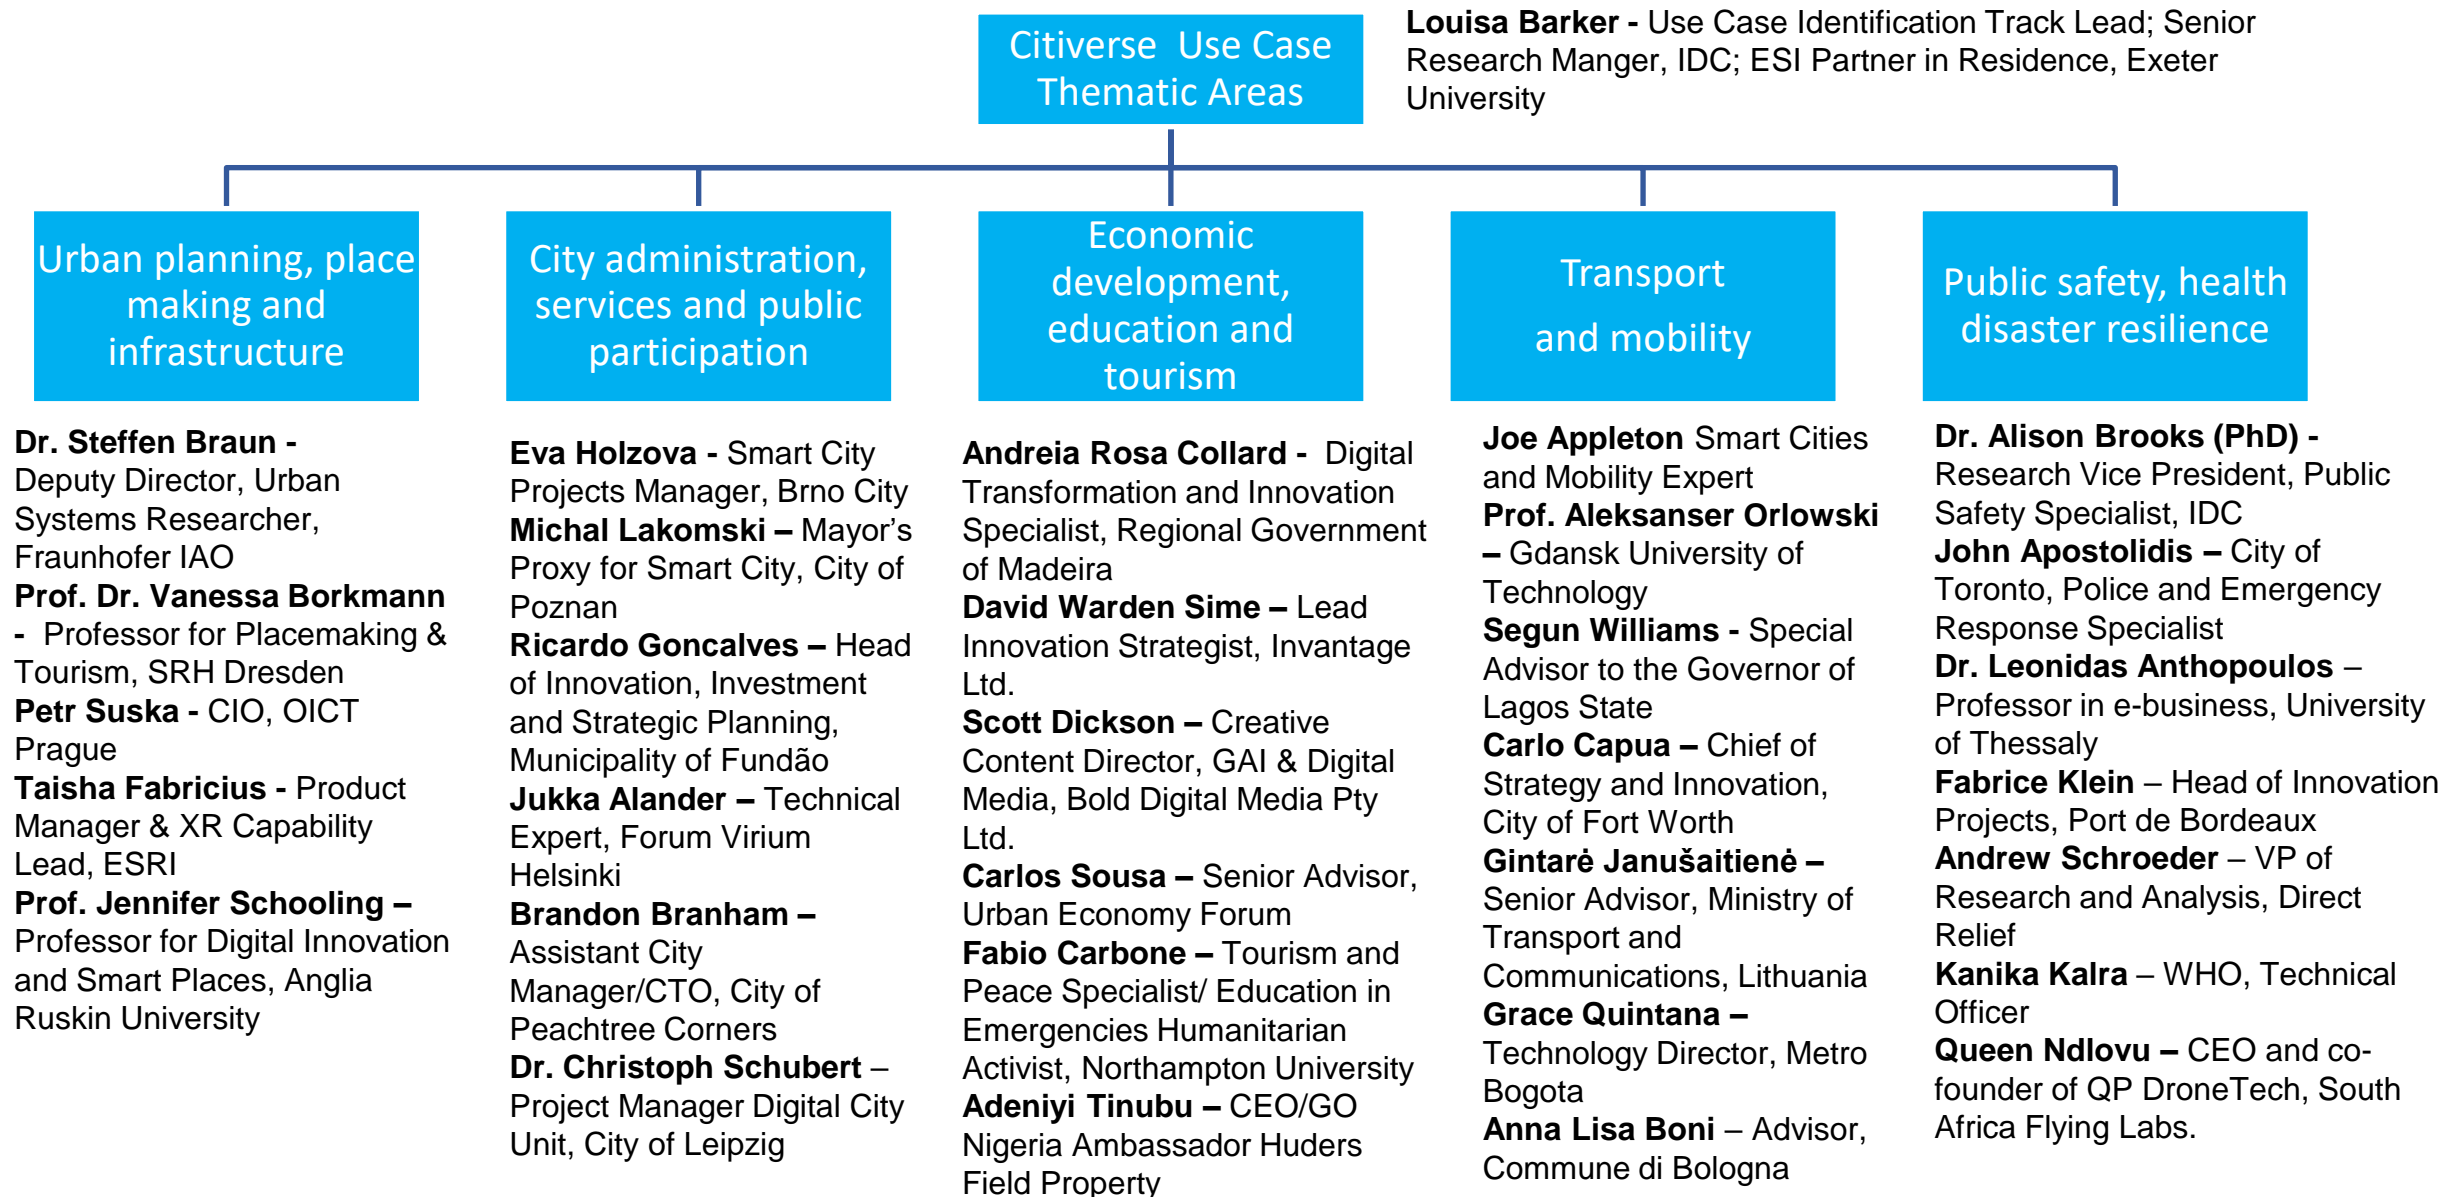 Citiverse  Use Case
Thematic Areas
Louisa Barker - Use Case Identification Track Lead; Senior
Research Manger, IDC; ESI Partner in Residence, Exeter
University
Urban planning, place
making and
infrastructure
Dr. Steffen Braun -
Deputy Director, Urban
Systems Researcher,
Fraunhofer IAO
Prof. Dr. Vanessa Borkmann
-  Professor for Placemaking &
Tourism, SRH Dresden
Petr Suska - CIO, OICT
Prague
Taisha Fabricius - Product
Manager & XR Capability
Lead, ESRI
Prof. Jennifer Schooling –
Professor for Digital Innovation
and Smart Places, Anglia
Ruskin University
City administration,
services and public
participation
Eva Holzova - Smart City
Projects Manager, Brno City
Michal Lakomski – Mayor’s
Proxy for Smart City, City of
Poznan
Ricardo Goncalves – Head
of Innovation, Investment
and Strategic Planning,
Municipality of Fundão
Jukka Alander – Technical
Expert, Forum Virium
Helsinki
Brandon Branham –
Assistant City
Manager/CTO, City of
Peachtree Corners
Dr. Christoph Schubert –
Project Manager Digital City
Unit, City of Leipzig
Economic
development,
education and
tourism
Andreia Rosa Collard -  Digital
Transformation and Innovation
Specialist, Regional Government
of Madeira
David Warden Sime – Lead
Innovation Strategist, Invantage
Ltd.
Scott Dickson – Creative
Content Director, GAI & Digital
Media, Bold Digital Media Pty
Ltd.
Carlos Sousa – Senior Advisor,
Urban Economy Forum
Fabio Carbone – Tourism and
Peace Specialist/ Education in
Emergencies Humanitarian
Activist, Northampton University
Adeniyi Tinubu – CEO/GO
Nigeria Ambassador Huders
Field Property
Transport
and mobility
Joe Appleton Smart Cities
and Mobility Expert
Prof. Aleksanser Orlowski
– Gdansk University of
Technology
Segun Williams - Special
Advisor to the Governor of
Lagos State
Carlo Capua – Chief of
Strategy and Innovation,
City of Fort Worth
Gintarė Janušaitienė –
Senior Advisor, Ministry of
Transport and
Communications, Lithuania
Grace Quintana –
Technology Director, Metro
Bogota
Anna Lisa Boni – Advisor,
Commune di Bologna
Public safety, health
disaster resilience
Dr. Alison Brooks (PhD) -
Research Vice President, Public
Safety Specialist, IDC
John Apostolidis – City of
Toronto, Police and Emergency
Response Specialist
Dr. Leonidas Anthopoulos –
Professor in e-business, University
of Thessaly
Fabrice Klein – Head of Innovation
Projects, Port de Bordeaux
Andrew Schroeder – VP of
Research and Analysis, Direct
Relief
Kanika Kalra – WHO, Technical
Officer
Queen Ndlovu – CEO and co-
founder of QP DroneTech, South
Africa Flying Labs.